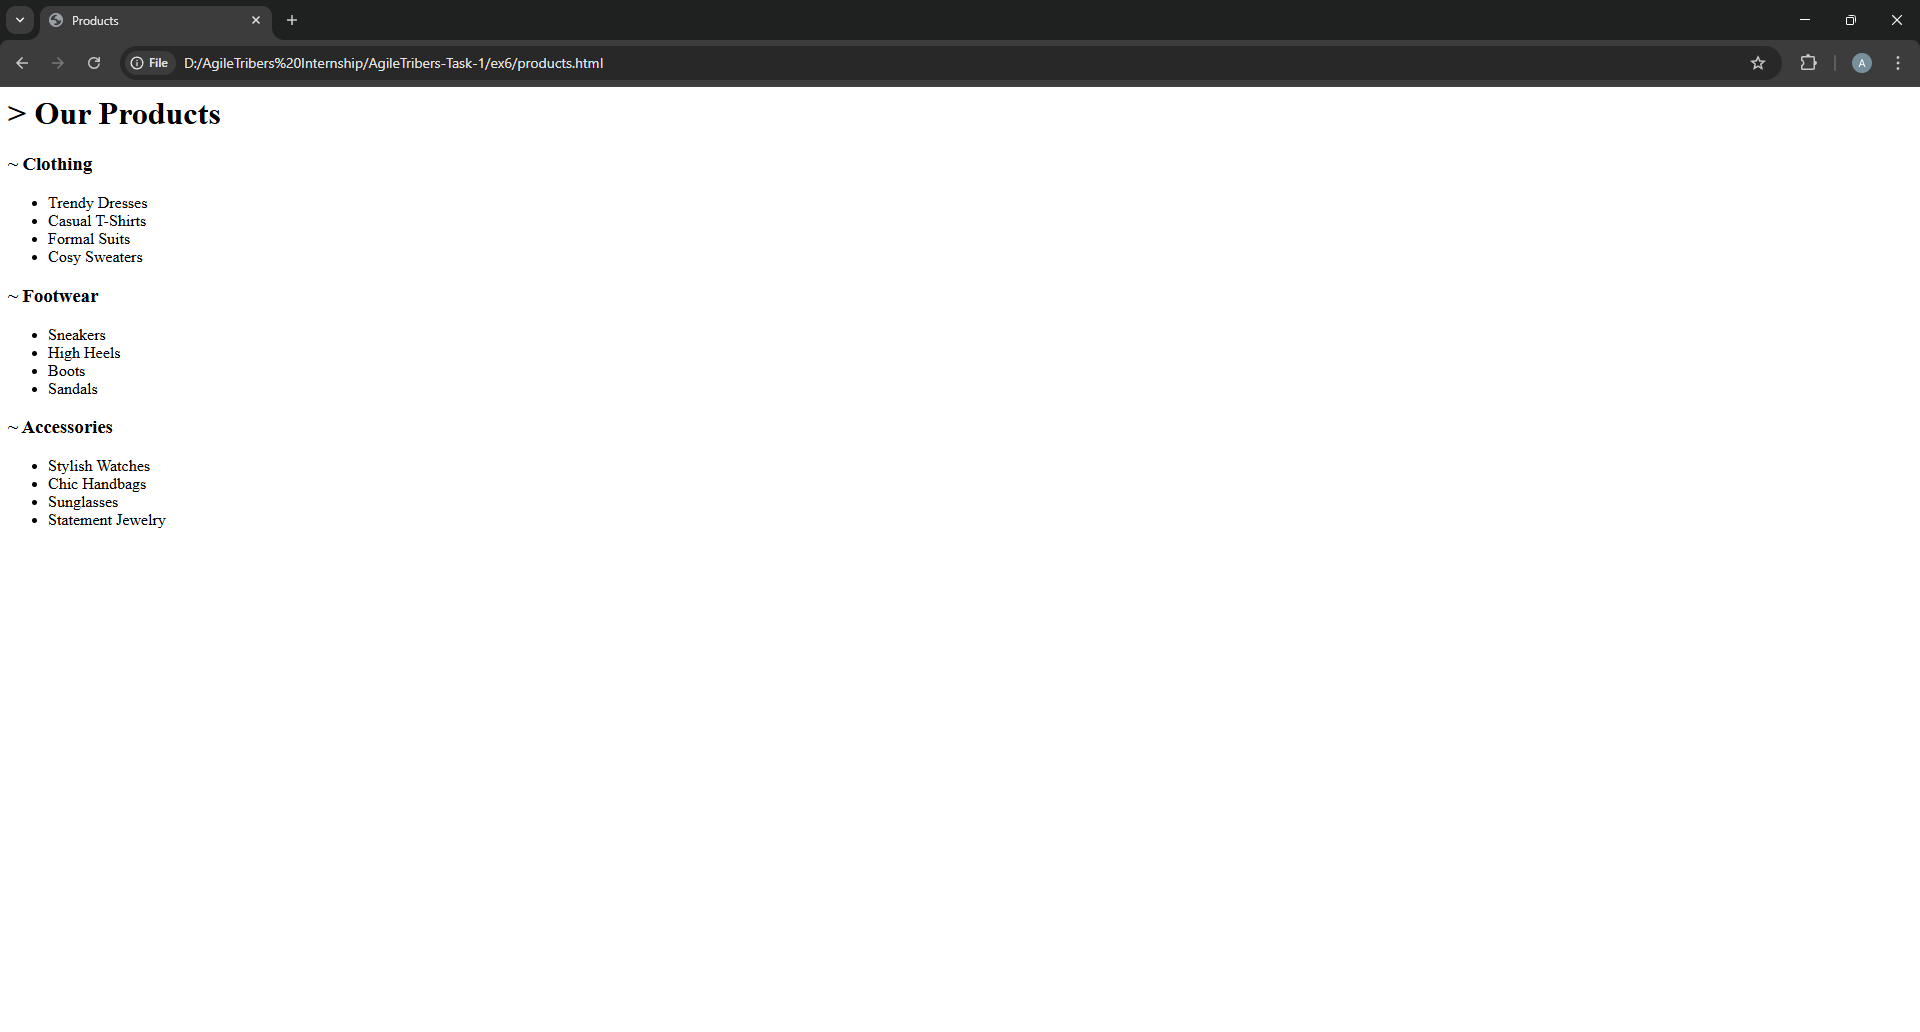 Products
File
D:/AgileTribers%20Internship/AgileTribers-Task-1/ex6/products.html
A
> Our Products
~ Clothing
• Trendy Dresses
• Casual T-Shirts
• Formal Suits
• Cosy Sweaters
~ Footwear
• Sneakers
• High Heels
• Boots
• Sandals
~ Accessories
• Stylish Watches
• Chic Handbags
• Sunglasses
• Statement Jewelry